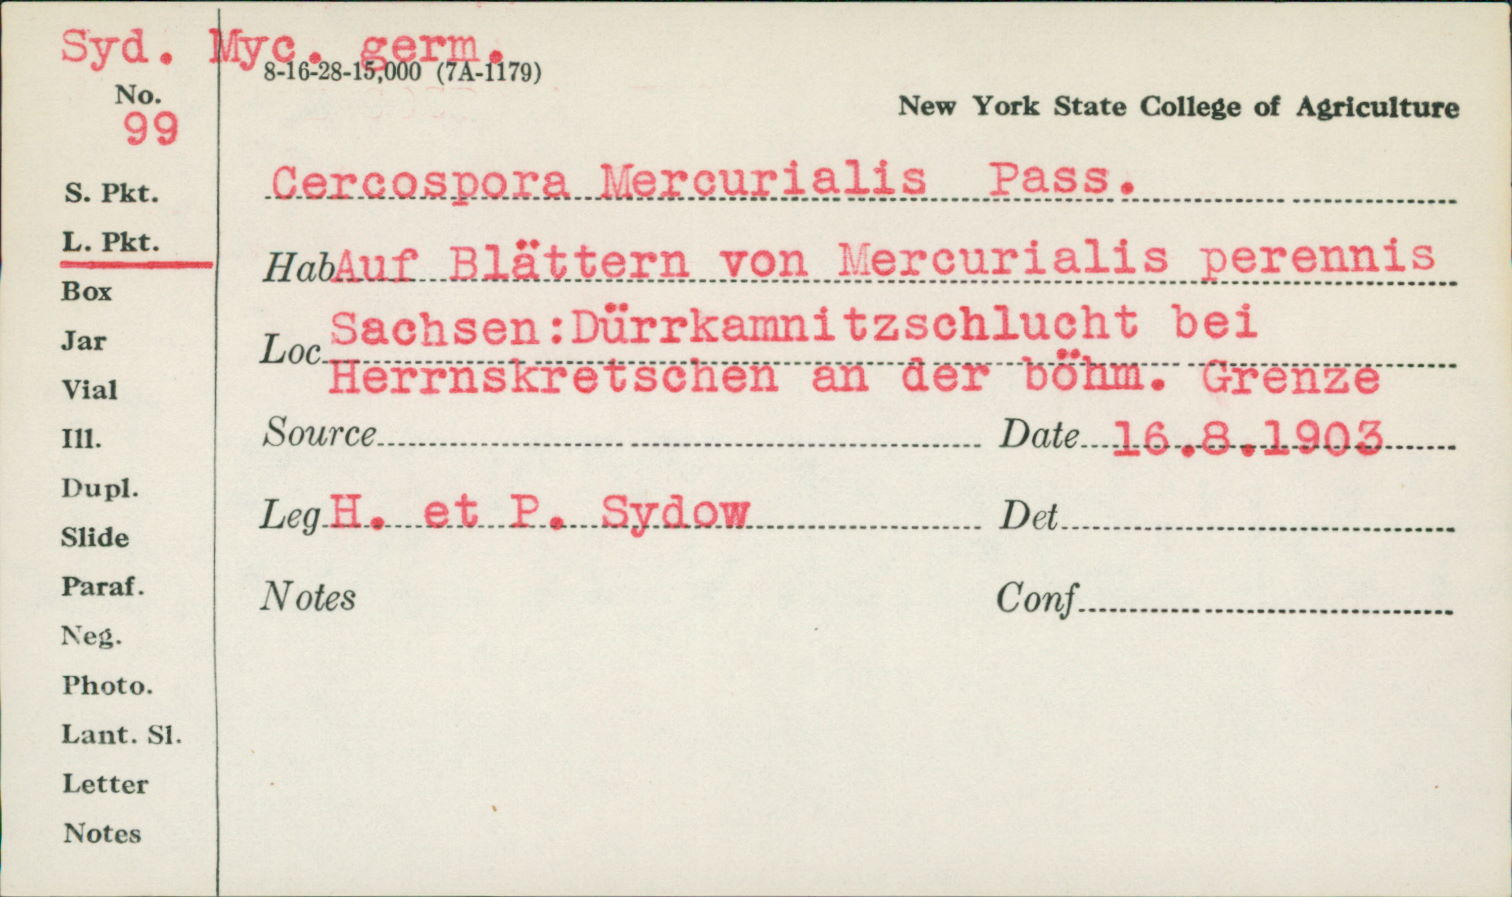 Syd. Myc. germ.
8-16-28-15,000 (7A-1179)
No.
99
New York State College of Agriculture
S. Pkt.
L. Pkt.
Box
Jar
Vial
Ill.
Dupl.
Slide
Paraf.
Neg.
Photo.
Lant. Sl.
Letter
Notes
Cercospora Mercurialis Pass.
Hab Auf Blättern von Mercurialis perennis
Loc Sachsen:Dürrkamnitzschlucht bei
Herrnskretschen an der böhm. Grenze
Source Date 16.8.1903
Leg H. et P. Sydow Det
Notes Conf